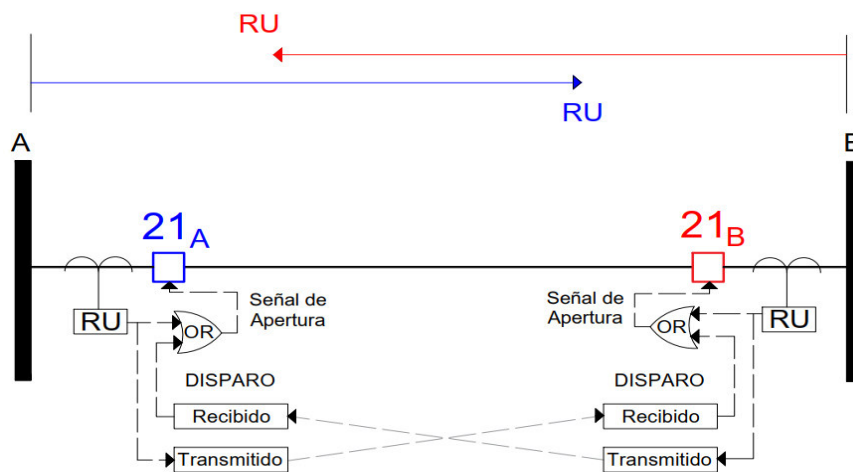 RU
RU
A
21A
21B
Señal de
Apertura
Señal de
Apertura
RU
OR
OR
RU
DISPARO
DISPARO
Recibido
Recibido
Transmitido
Transmitido